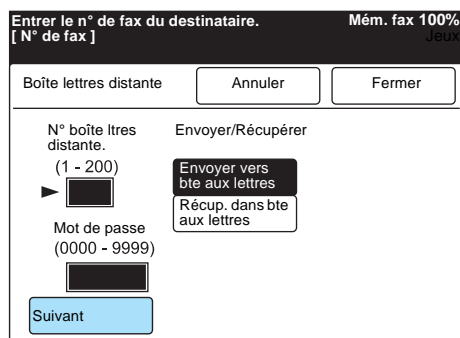 Entrer le n° de fax du destinataire. Mém. fax 100%
[ N° de fax ] Jeux
Boîte lettres distante Annuler Fermer
N° boîte ltres
distante.
(1 - 200)
Mot de passe
(0000 - 9999)
Suivant
Envoyer/Récupérer
Envoyer vers
bte aux lettres
Récup. dans bte
aux lettres